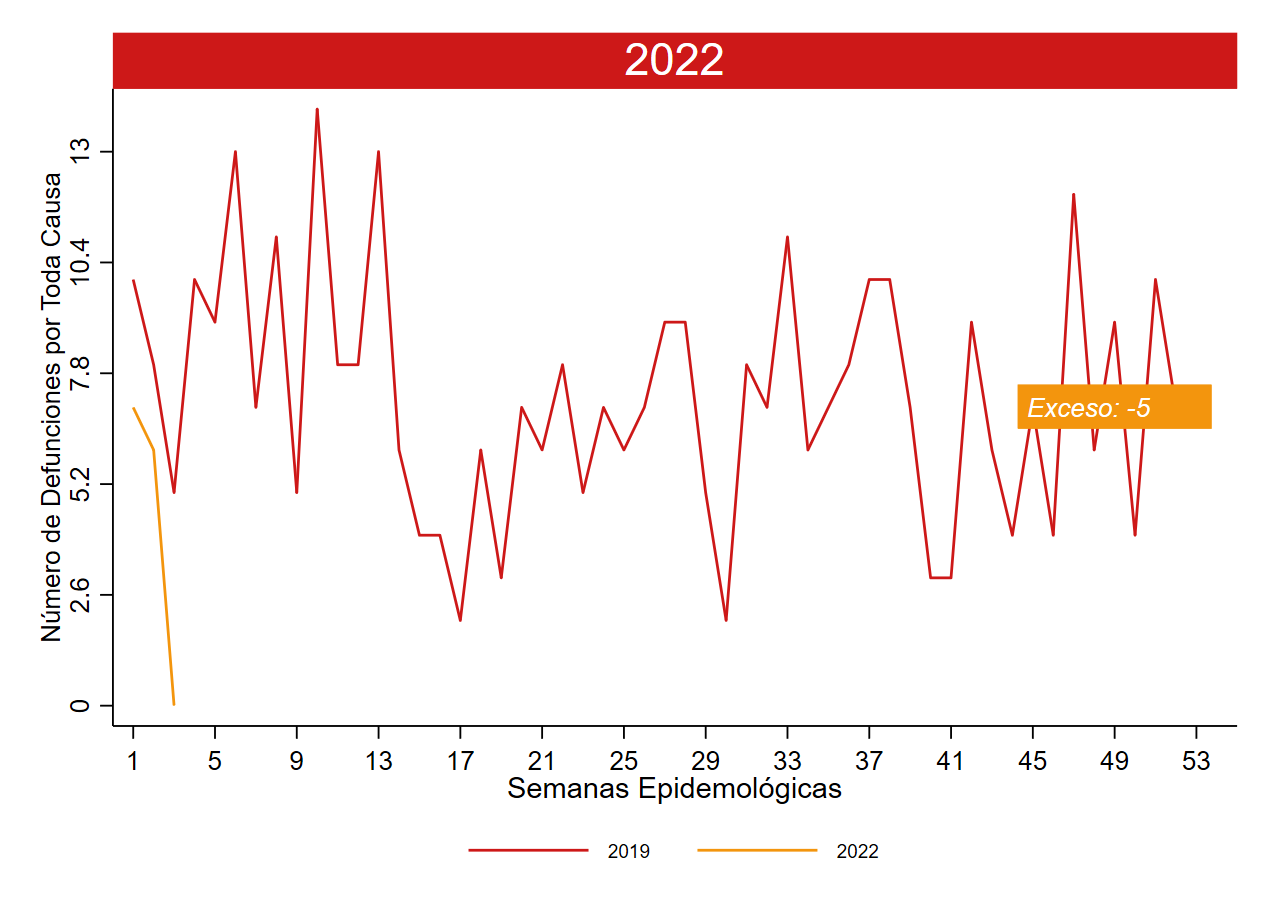 2022
Número de Defunciones por Toda Causa
13
10.4
7.8
5.2
2.6
0
Exceso: -5
1 5 9 13 17 21 25 29 33 37 41 45 49 53
Semanas Epidemológicas
2019 2022